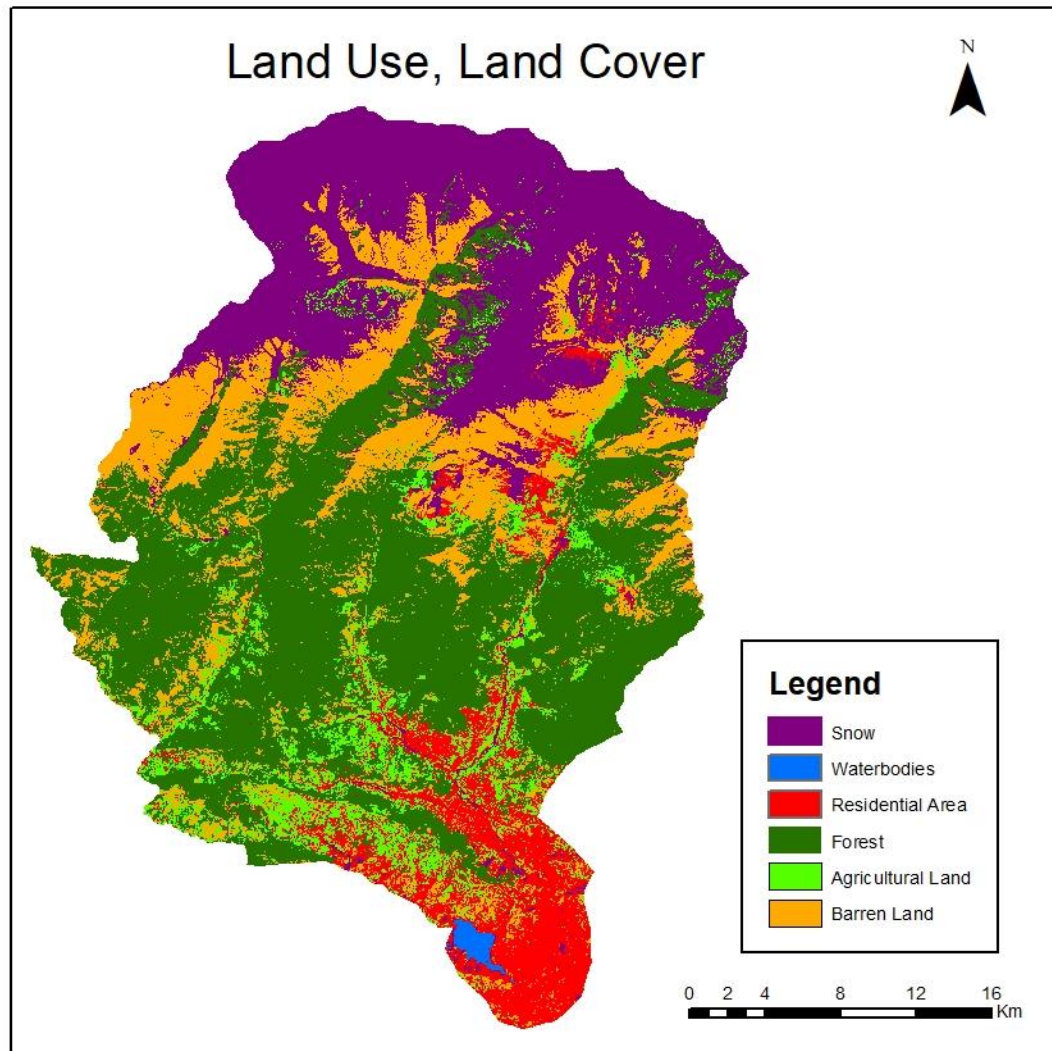 Land Use, Land Cover
N
Legend
Snow
Waterbodies
Residential Area
Forest
Agricultural Land
Barren Land
0 2 4 8 12 16
Km